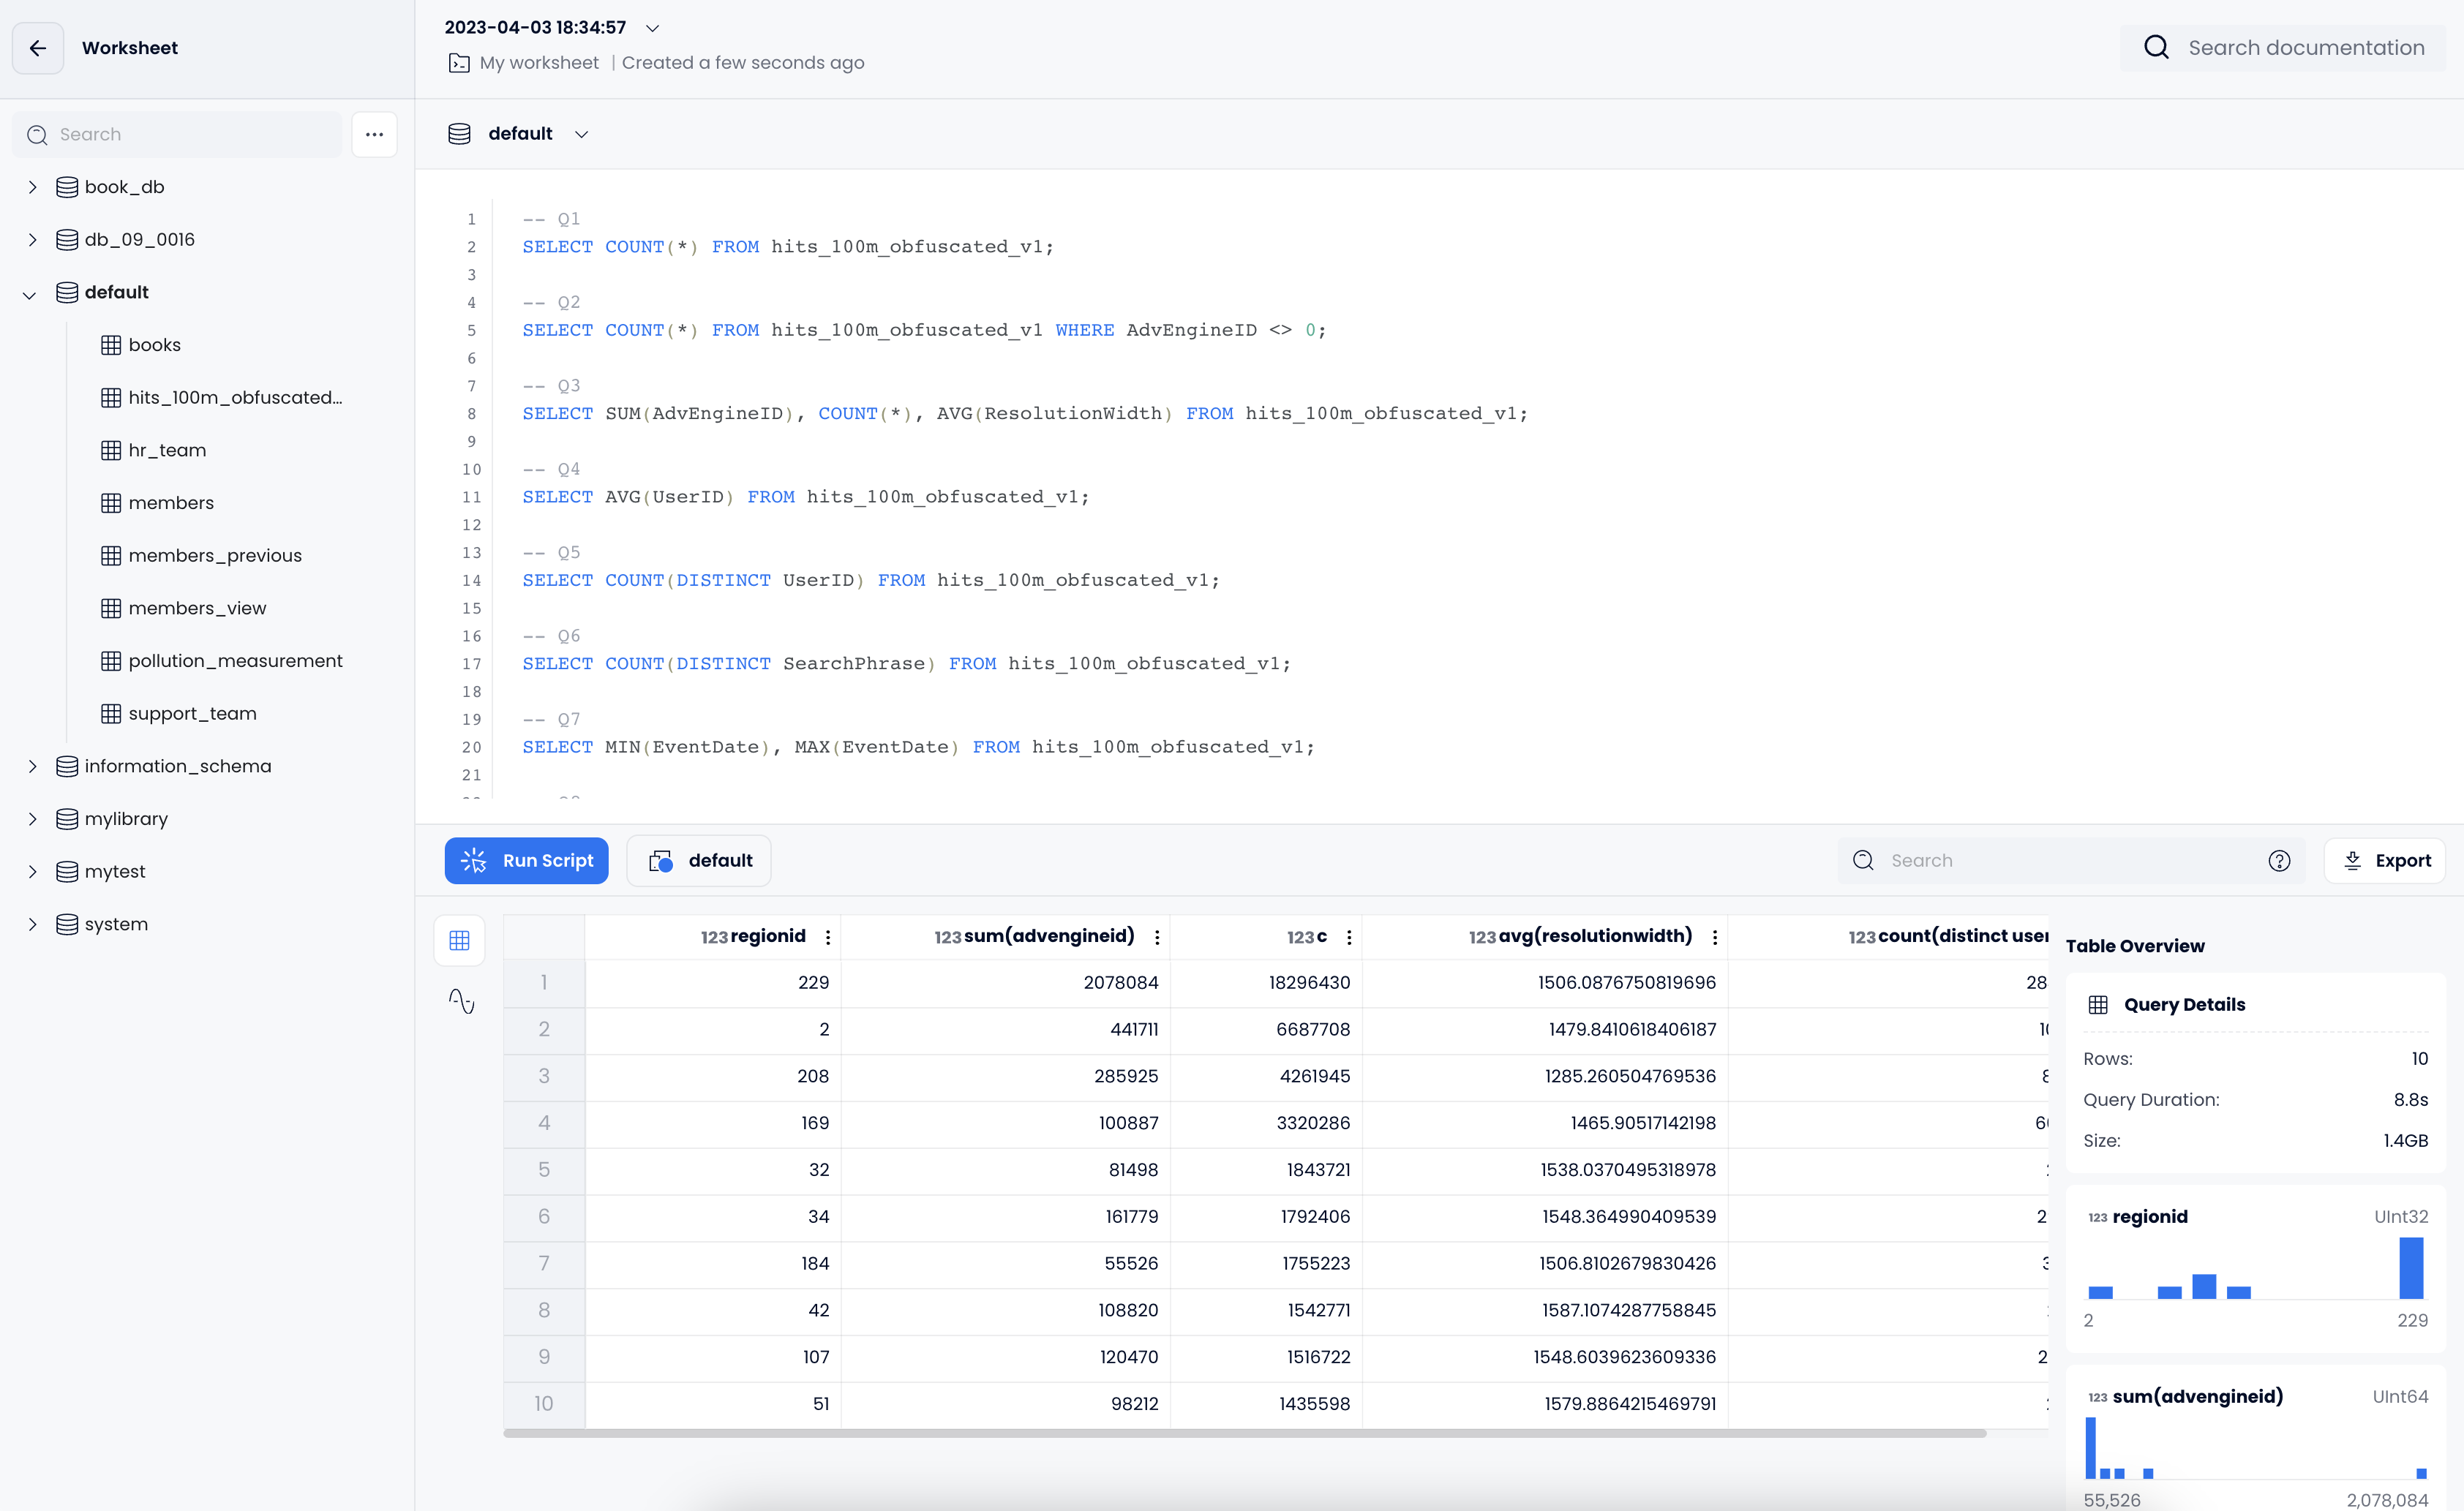 Worksheet
2023-04-03 18:34:57
My worksheet | Created a few seconds ago
Search documentation
Search
...
book_db
db_09_0016
default
books
hits_100m_obfuscated...
hr_team
members
members_previous
members_view
pollution_measurement
support_team
information_schema
mylibrary
mytest
system
default
1 -- Q1
2 SELECT COUNT(*) FROM hits_100m_obfuscated_v1;
3
4 -- Q2
5 SELECT COUNT(*) FROM hits_100m_obfuscated_v1 WHERE AdvEngineID <> 0;
6
7 -- Q3
8 SELECT SUM(AdvEngineID), COUNT(*), AVG(ResolutionWidth) FROM hits_100m_obfuscated_v1;
9
10 -- Q4
11 SELECT AVG(UserID) FROM hits_100m_obfuscated_v1;
12
13 -- Q5
14 SELECT COUNT(DISTINCT UserID) FROM hits_100m_obfuscated_v1;
15
16 -- Q6
17 SELECT COUNT(DISTINCT SearchPhrase) FROM hits_100m_obfuscated_v1;
18
19 -- Q7
20 SELECT MIN(EventDate), MAX(EventDate) FROM hits_100m_obfuscated_v1;
21
Run Script
default
Search
Export
123 regionid 123 sum(advengineid) 123 c 123 avg(resolutionwidth) 123 count(distinct user
1 229 2078084 18296430 1506.0876750819696 28
2 2 441711 6687708 1479.8410618406187
3 208 285925 4261945 1285.260504769536
4 169 100887 3320286 1465.90517142198
5 32 81498 1843721 1538.0370495318978
6 34 161779 1792406 1548.364990409539 2
7 184 55526 1755223 1506.8102679830426
8 42 108820 1542771 1587.1074287758845
9 107 120470 1516722 1548.6039623609336 2
10 51 98212 1435598 1579.8864215469791
Table Overview
Query Details
Rows: 10
Query Duration: 8.8s
Size: 1.4GB
123 regionid UInt32
2 229
123 sum(advengineid) UInt64
55,526 2,078,084